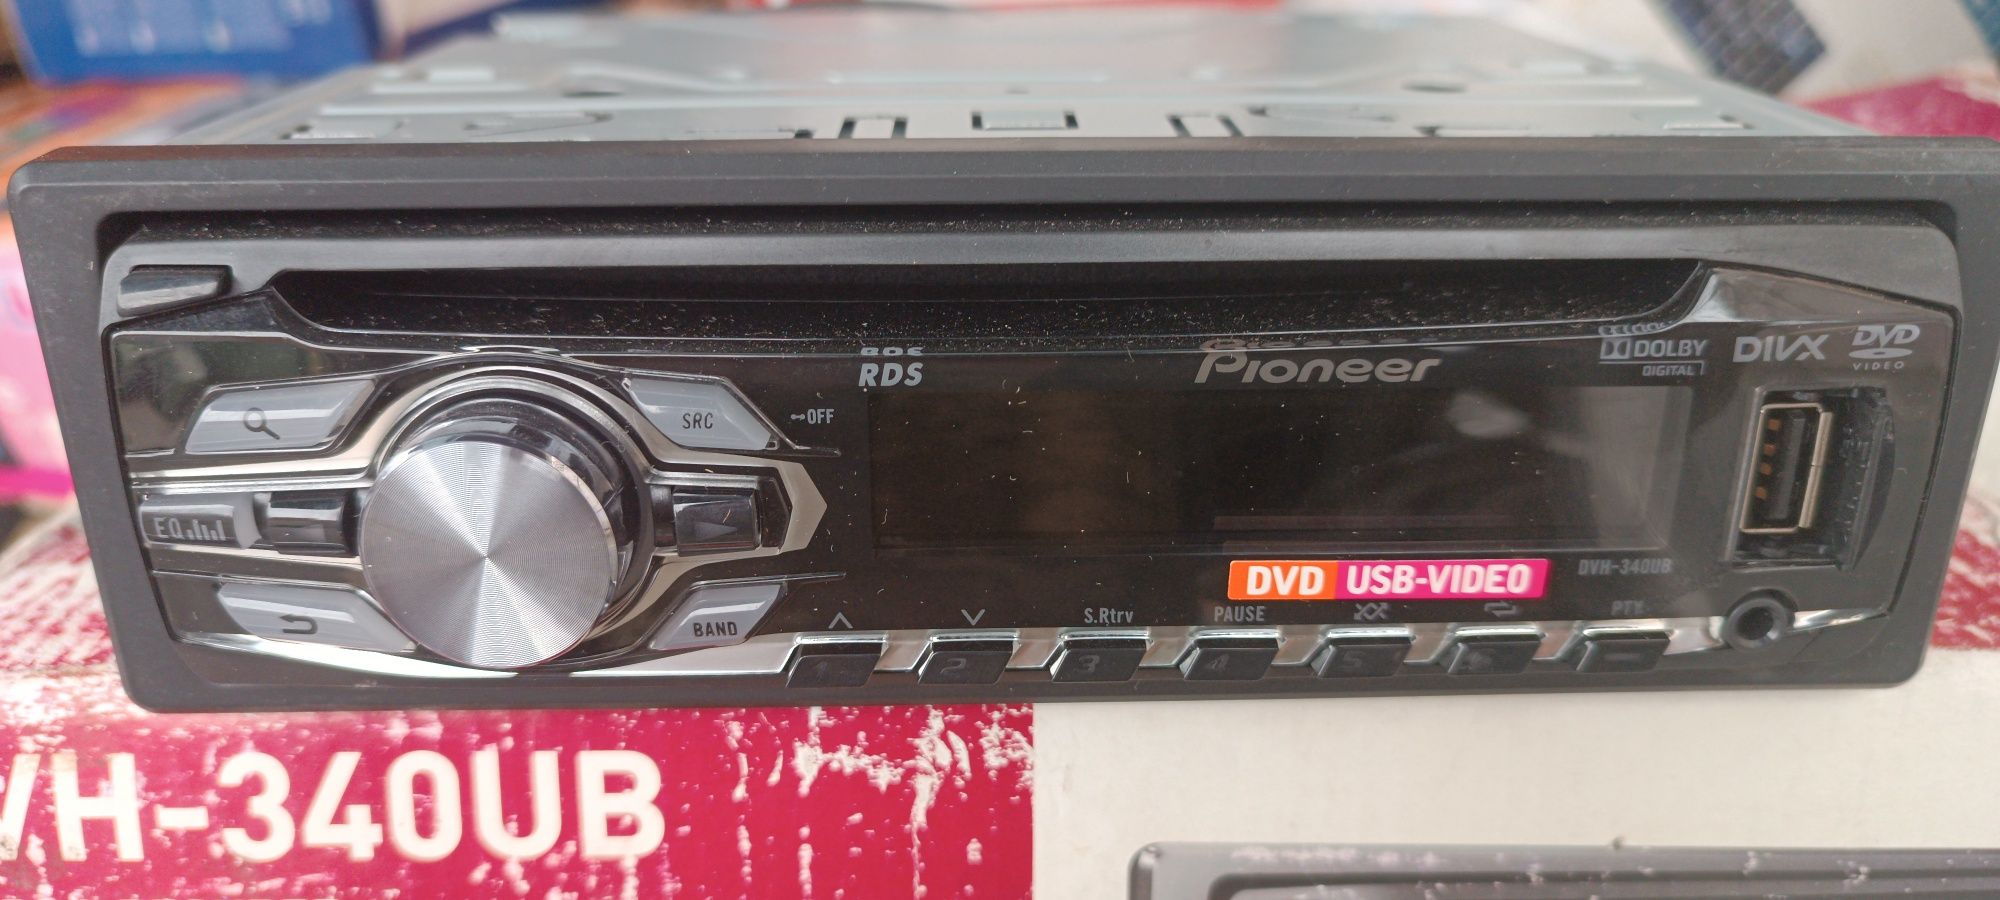 RDS
Pioneer
DOLBY
DIGITAL
DIVX
DVD
VIDEO
SRC
OFF
EQ
DVD USB-VIDEO
DVH-340UB
BAND
S.Rtrv
PAUSE
PTY
1
2
3
4
5
6
VH-340UB